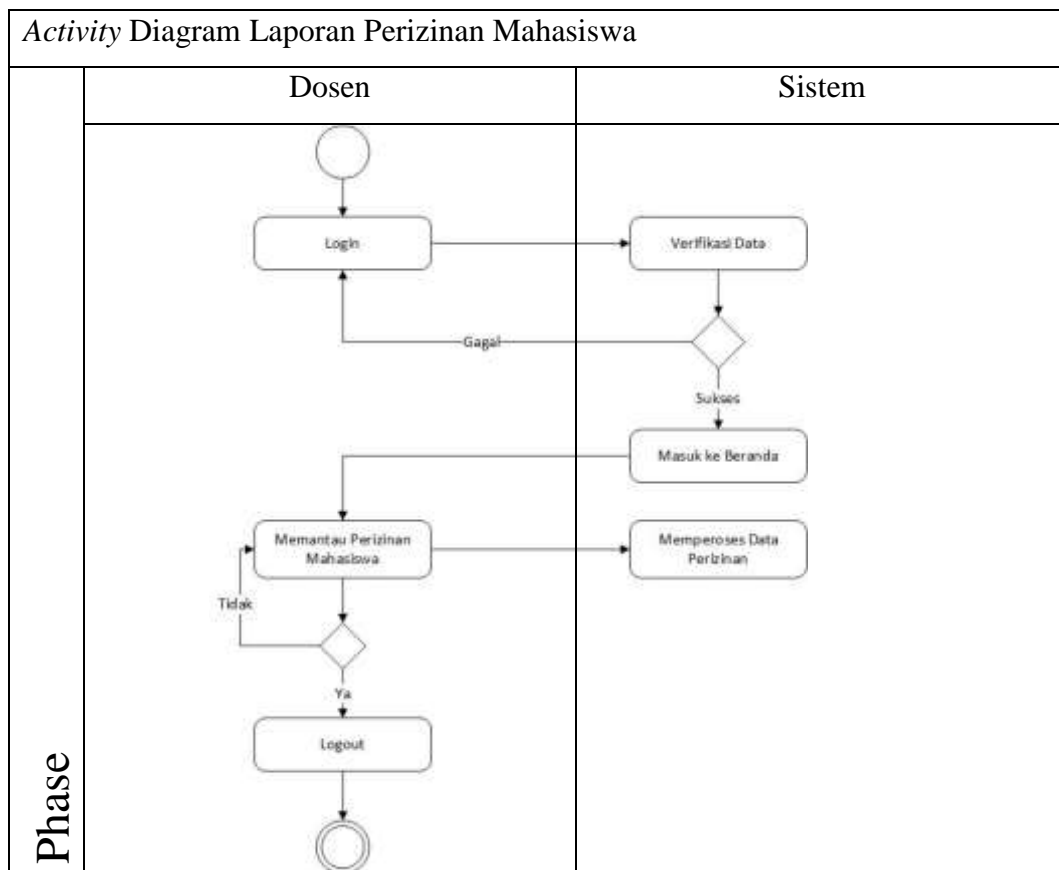 Activity Diagram Laporan Perizinan Mahasiswa
Dosen
Sistem
Login
Verifikasi Data
Gagal
Sukses
Masuk ke Beranda
Memantau Perizinan
Mahasiswa
Memperoses Data
Perizinan
Tidak
Ya
Logout
Phase